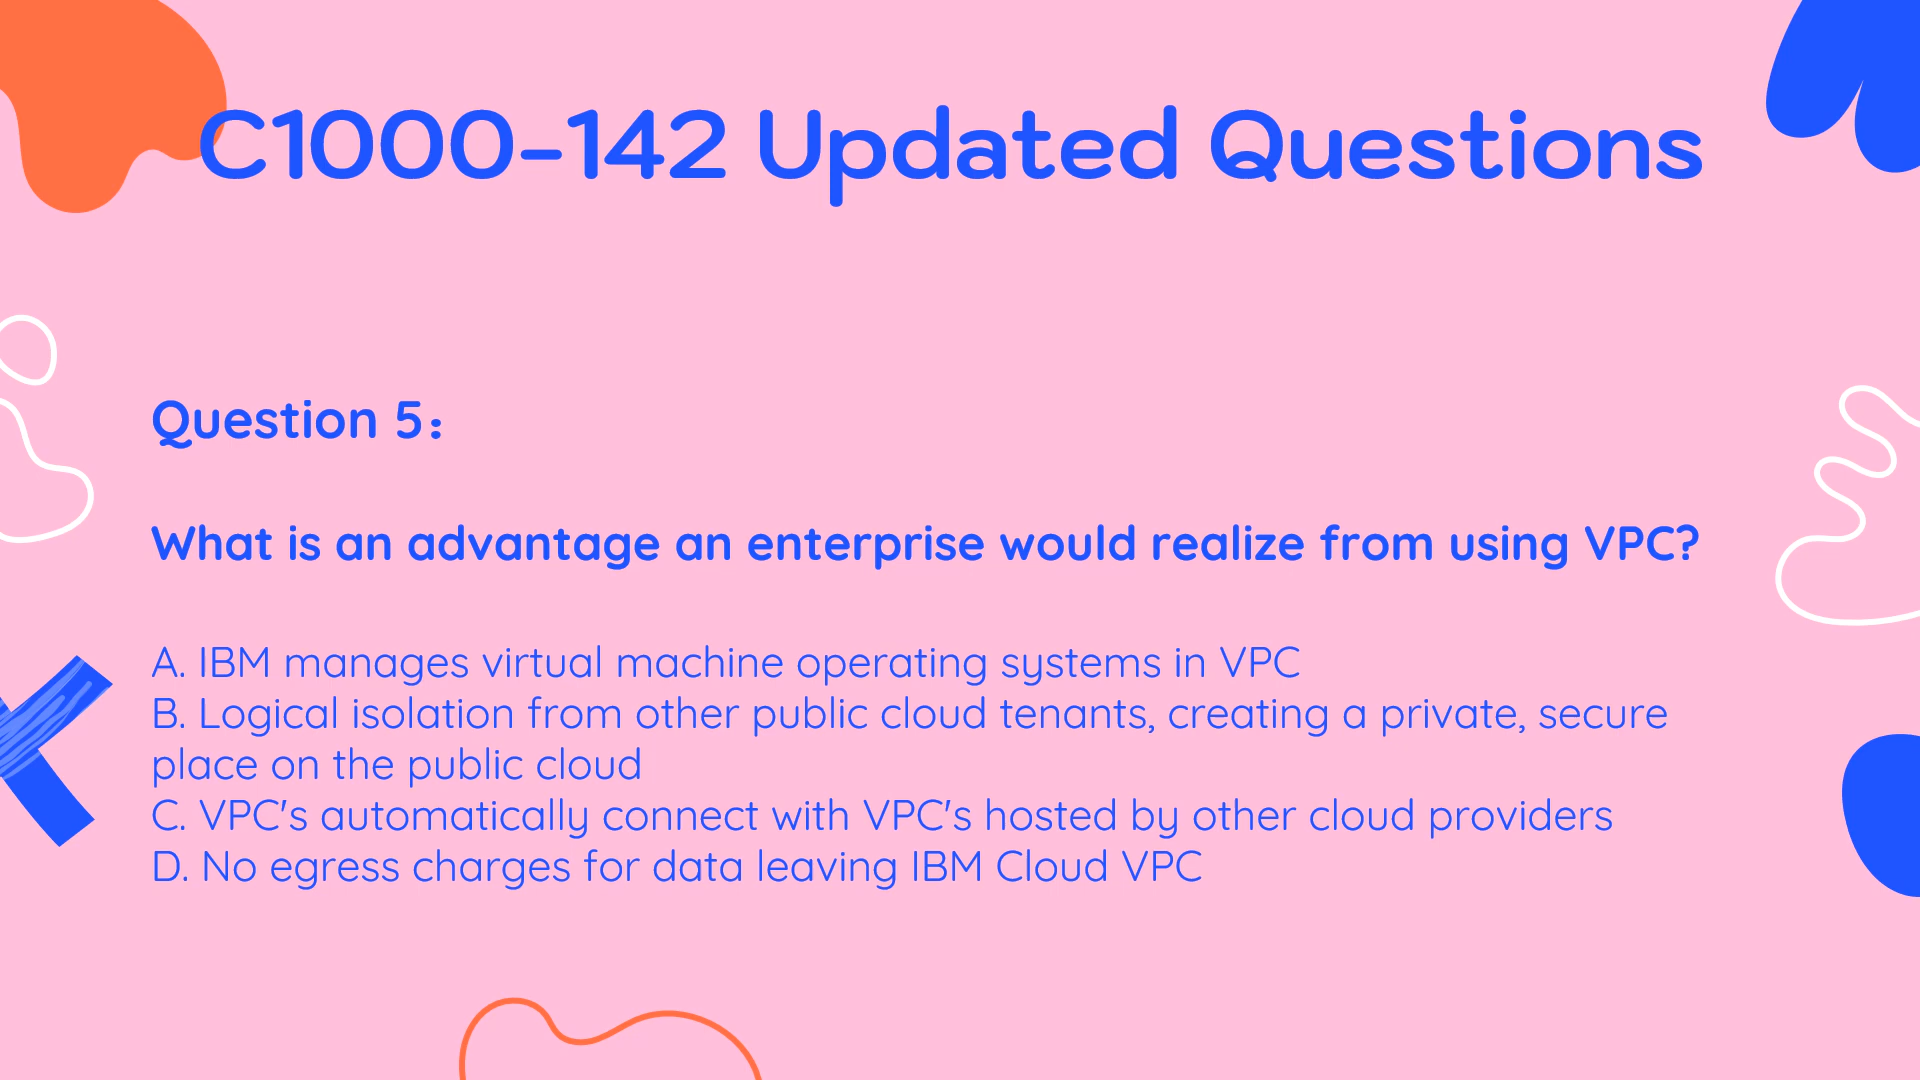 C1000-142 Updated Questions
Question 5:
What is an advantage an enterprise would realize from using VPC?
A. IBM manages virtual machine operating systems in VPC
B. Logical isolation from other public cloud tenants, creating a private, secure
place on the public cloud
C. VPC's automatically connect with VPC's hosted by other cloud providers
D. No egress charges for data leaving IBM Cloud VPC